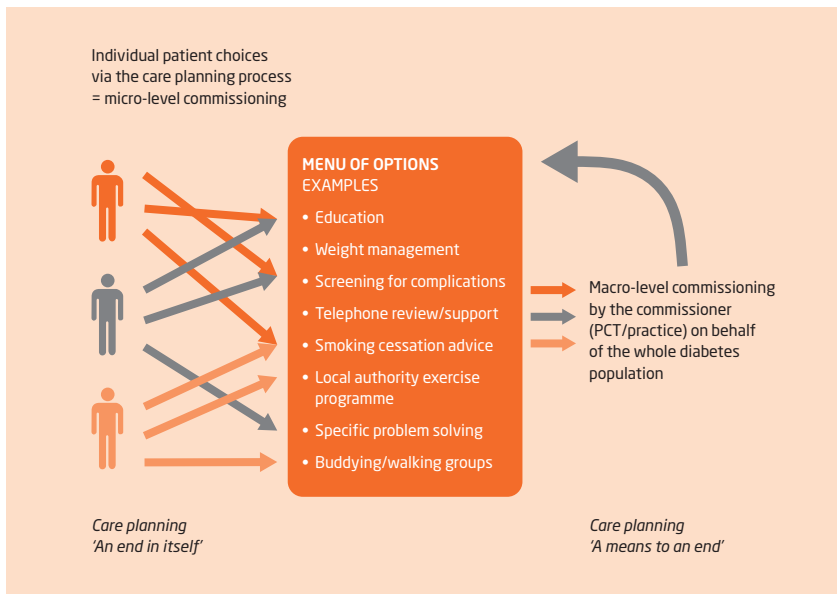 Individual patient choices
via the care planning process
= micro-level commissioning
MENU OF OPTIONS
EXAMPLES
• Education
• Weight management
• Screening for complications
• Telephone review/support
• Smoking cessation advice
• Local authority exercise
programme
• Specific problem solving
• Buddying/walking groups
Macro-level commissioning
by the commissioner
(PCT/practice) on behalf
of the whole diabetes
population
Care planning
‘An end in itself’
Care planning
‘A means to an end’